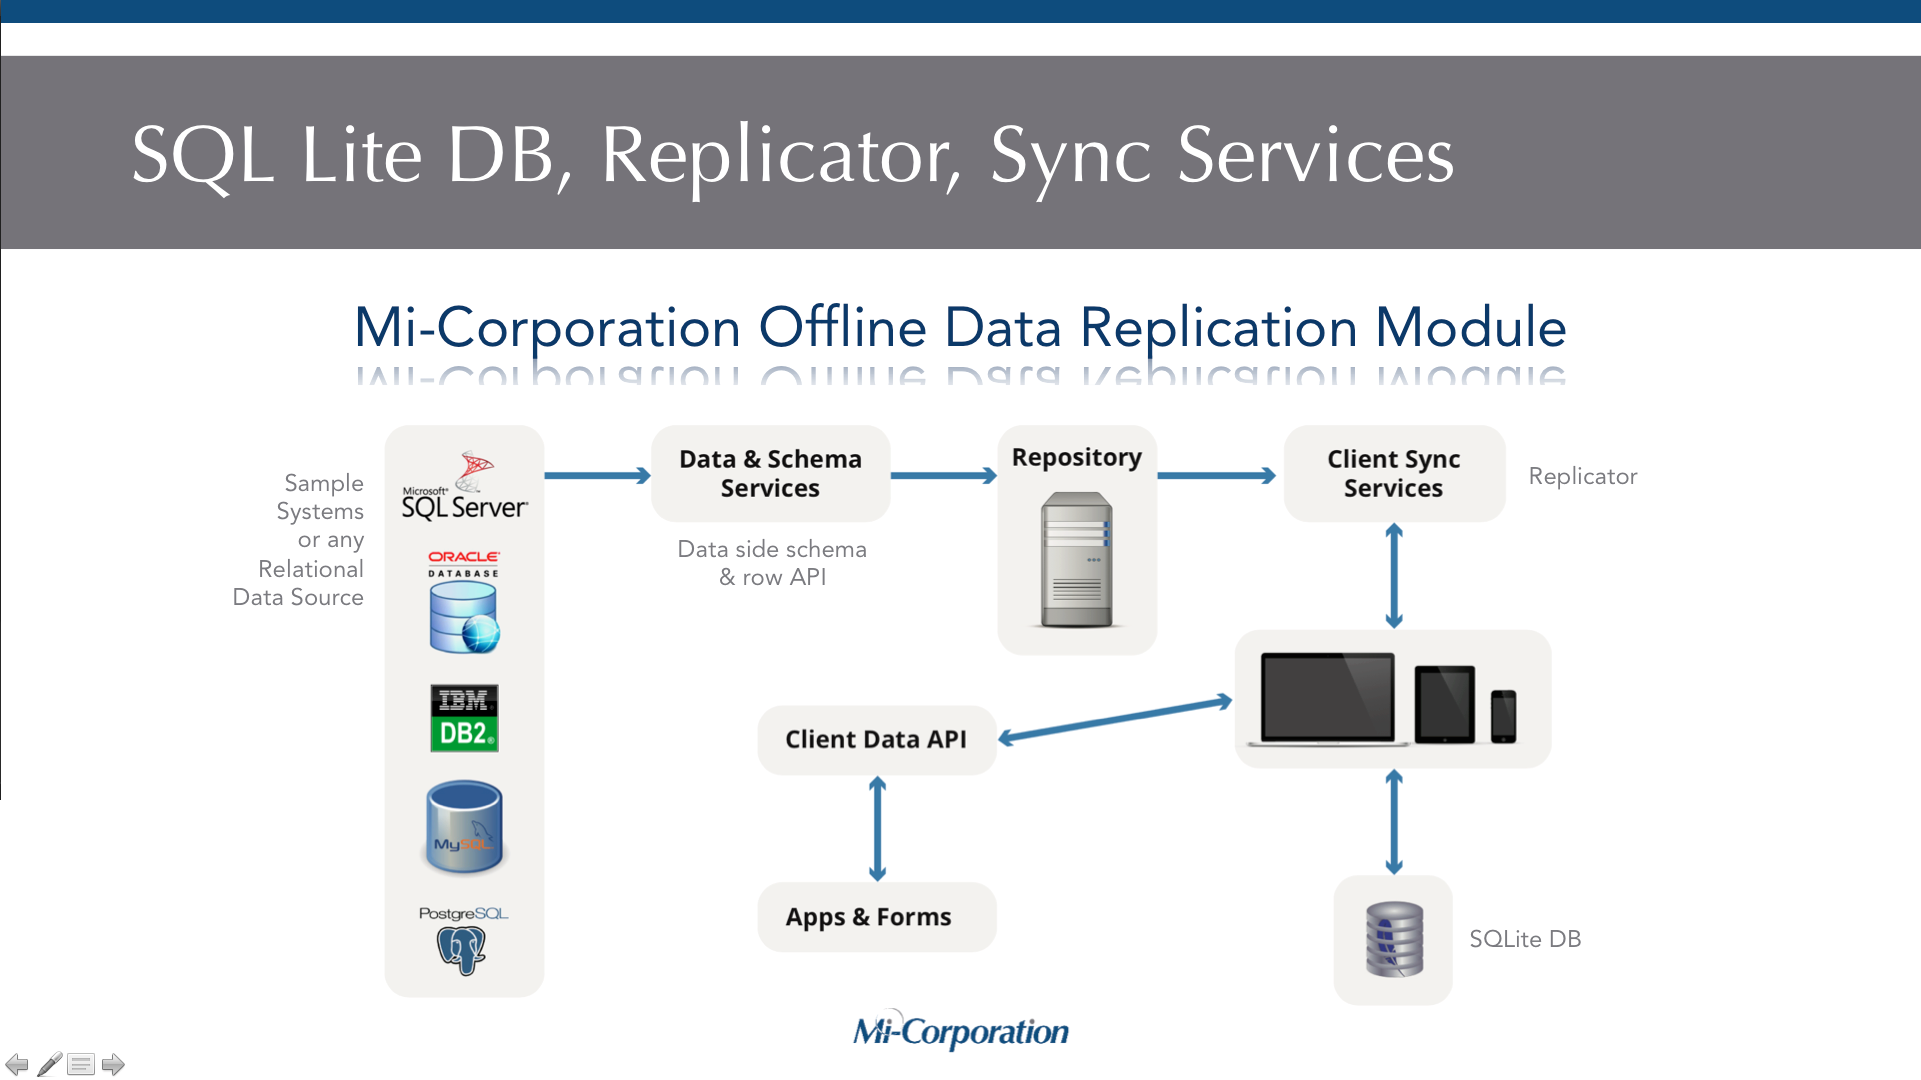 SQL Lite DB, Replicator, Sync Services
Mi-Corporation Offline Data Replication Module
Sample
Systems
or any
Relational
Data Source
Microsoft®
SQL Server®
ORACLE®
DATABASE
IBM®
DB2®
MySQL
PostgreSQL
Data & Schema
Services
Data side schema
& row API
Repository
Client Sync
Services
Replicator
Client Data API
Apps & Forms
SQLite DB
Mi-Corporation